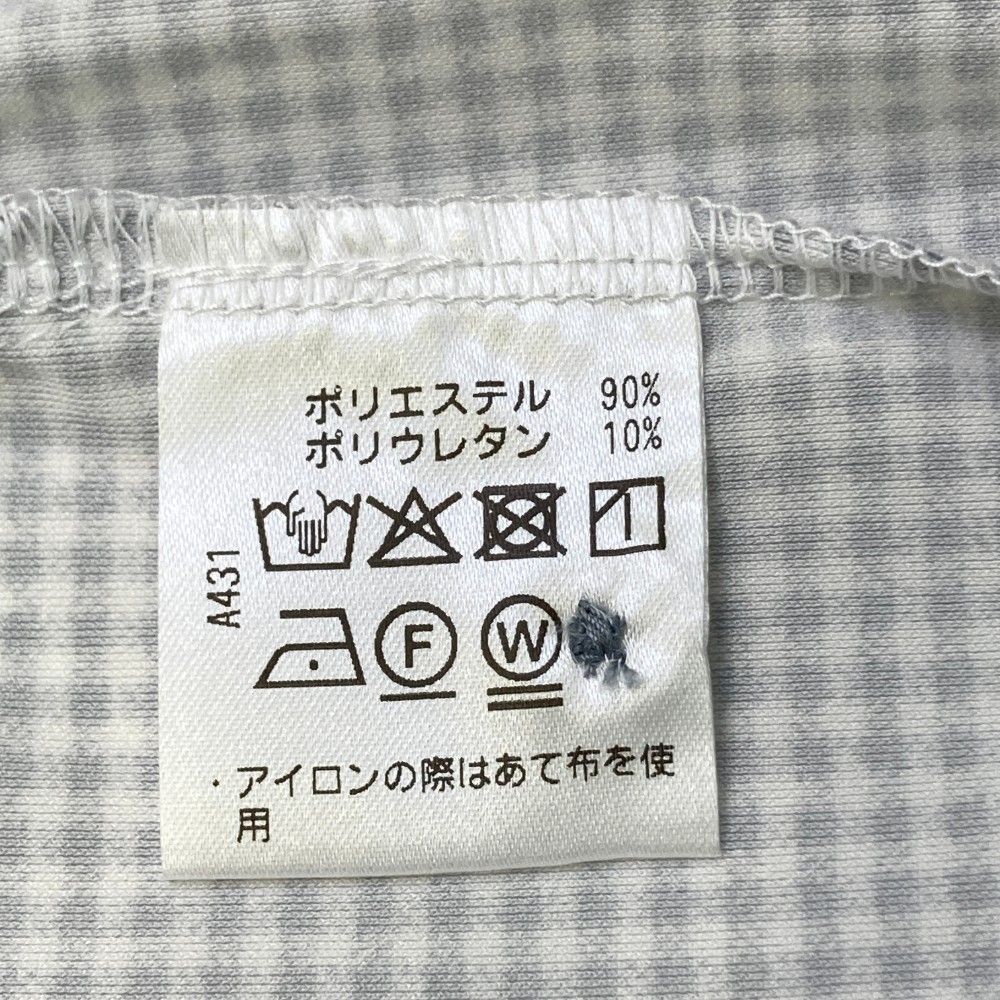 ポリエステル 90%
ポリウレタン 10%
A431
F W
・アイロンの際はあて布を使
用